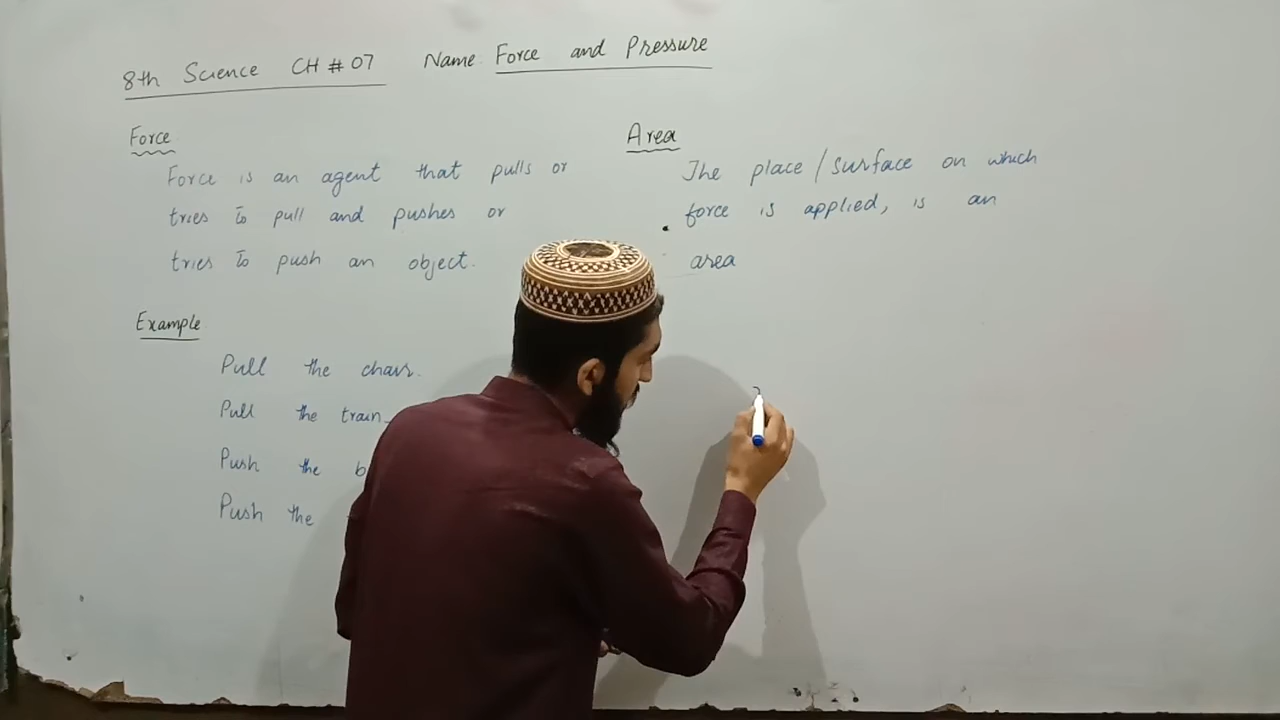 8th Science CH # 07 Name: Force and Pressure
Force
Force is an agent that pulls or
tries to pull and pushes or
tries to push an object.
Example
Pull the chair.
Pull the train.
Push the
Push the
Area
The place / surface on which
force is applied, is an
area